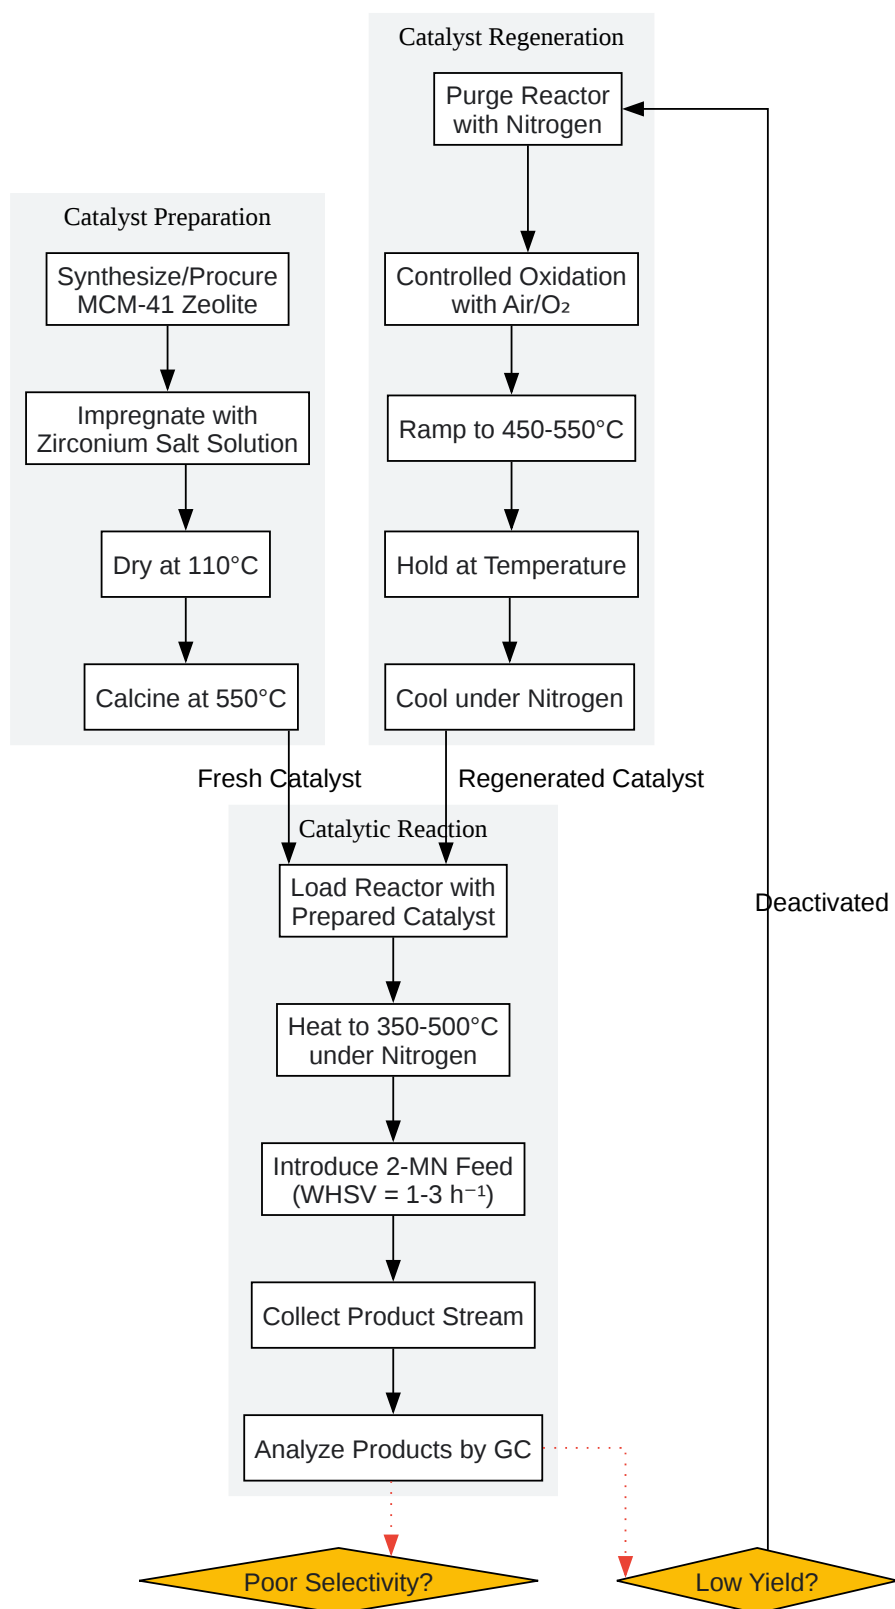 Catalyst Regeneration
Purge Reactor
with Nitrogen
Catalyst Preparation
Synthesize/Procure
MCM-41 Zeolite
Controlled Oxidation
with Air/O₂
Impregnate with
Zirconium Salt Solution
Ramp to 450-550°C
Dry at 110°C
Hold at Temperature
Calcine at 550°C
Cool under Nitrogen
Fresh Catalyst
Regenerated Catalyst
Catalytic Reaction
Load Reactor with
Prepared Catalyst
Deactivated
Heat to 350-500°C
under Nitrogen
Introduce 2-MN Feed
(WHSV = 1-3 h⁻¹)
Collect Product Stream
Analyze Products by GC
Poor Selectivity?
Low Yield?